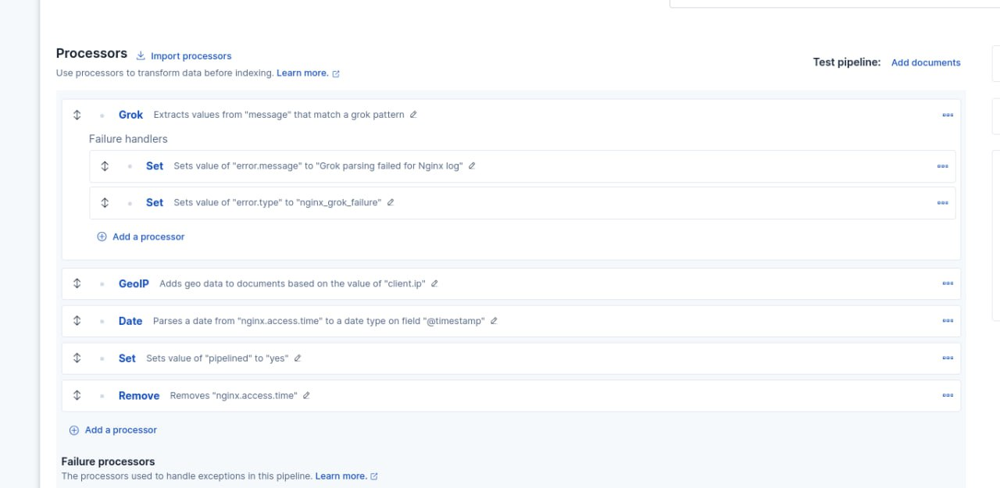 Processors Import processors
Use processors to transform data before indexing. Learn more.
Test pipeline: Add documents
Grok Extracts values from "message" that match a grok pattern
Failure handlers
Set Sets value of "error.message" to "Grok parsing failed for Nginx log"
Set Sets value of "error.type" to "nginx_grok_failure"
Add a processor
GeoIP Adds geo data to documents based on the value of "client.ip"
Date Parses a date from "nginx.access.time" to a date type on field "@timestamp"
Set Sets value of "pipelined" to "yes"
Remove Removes "nginx.access.time"
Add a processor
Failure processors
The processors used to handle exceptions in this pipeline. Learn more.